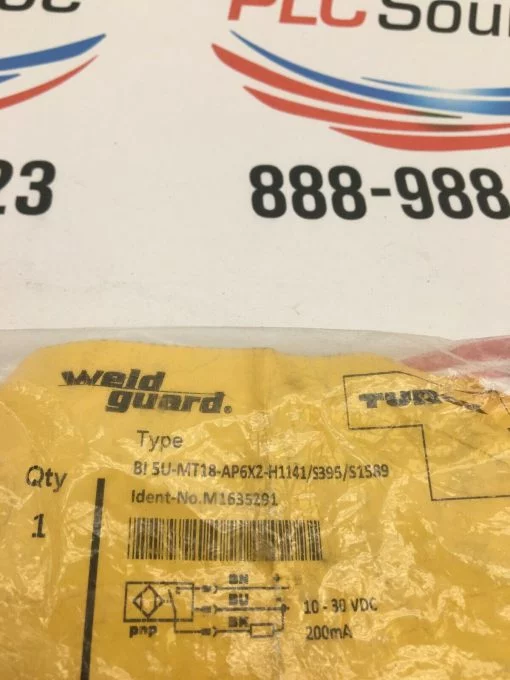 PLC Sou
23
888-988
weld
guard.
TURCK
Type
BI 5U-MT18-AP6X2-H1141/S395/S1589
Ident-No.M1635291
Qty
1
BN +
BU -
BK
pnp
10 - 30 VDC
200mA